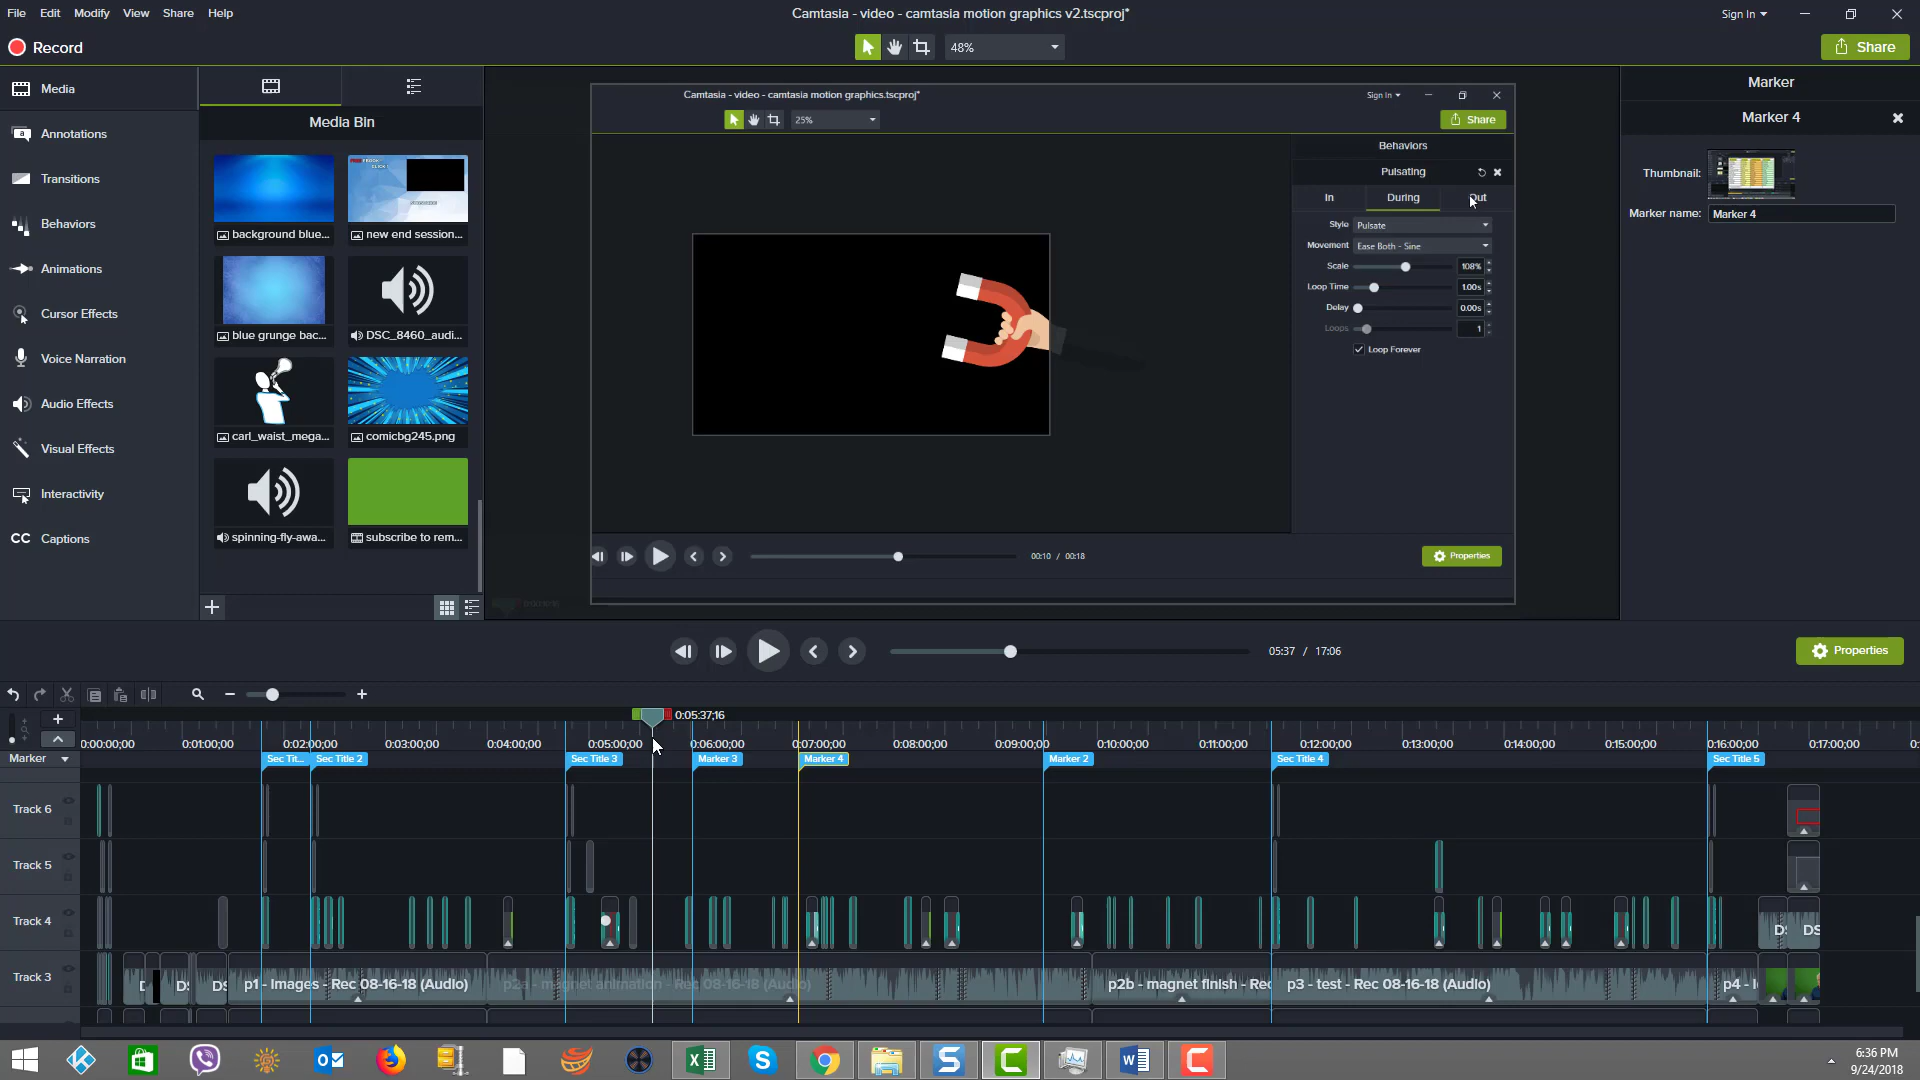 File Edit Modify View Share Help
Camtasia - video - camtasia motion graphics v2.tscproj*
Sign In
Record
48%
Share
Media
Annotations
Transitions
Behaviors
Animations
Cursor Effects
Voice Narration
Audio Effects
Visual Effects
Interactivity
CC Captions
Media Bin
background blue...
new end session...
blue grunge bac...
DSC_8460_audi...
carl_waist_mega...
comicbg245.png
spinning-fly-awa...
subscribe to rem...
Camtasia - video - camtasia motion graphics.tscproj*
Sign In
25%
Share
Behaviors
Pulsating
In During Out
Style Pulsate
Movement Ease Both - Sine
Scale 108%
Loop Time 1.00s
Delay 0.00s
Loops 1
Loop Forever
00:10 / 00:18
Properties
Marker
Marker 4
Thumbnail:
Marker name: Marker 4
05:37 / 17:06
Properties
0:05:37;16
0:00:00;00 0:01:00;00 0:02:00;00 0:03:00;00 0:04:00;00 0:05:00;00 0:06:00;00 0:07:00;00 0:08:00;00 0:09:00;00 0:10:00;00 0:11:00;00 0:12:00;00 0:13:00;00 0:14:00;00 0:15:00;00 0:16:00;00 0:17:00;00
Marker Sec Tit... Sec Title 2 Sec Title 3 Marker 3 Marker 4 Marker 2 Sec Title 4 Sec Title 5
Track 6
Track 5
Track 4
Track 3
p1 - Images - Rec 08-16-18 (Audio) p2a - magnet animation - Rec 08-16-18 (Audio) p2b - magnet finish - Rec p3 - test - Rec 08-16-18 (Audio) p4 -
6:36 PM
9/24/2018